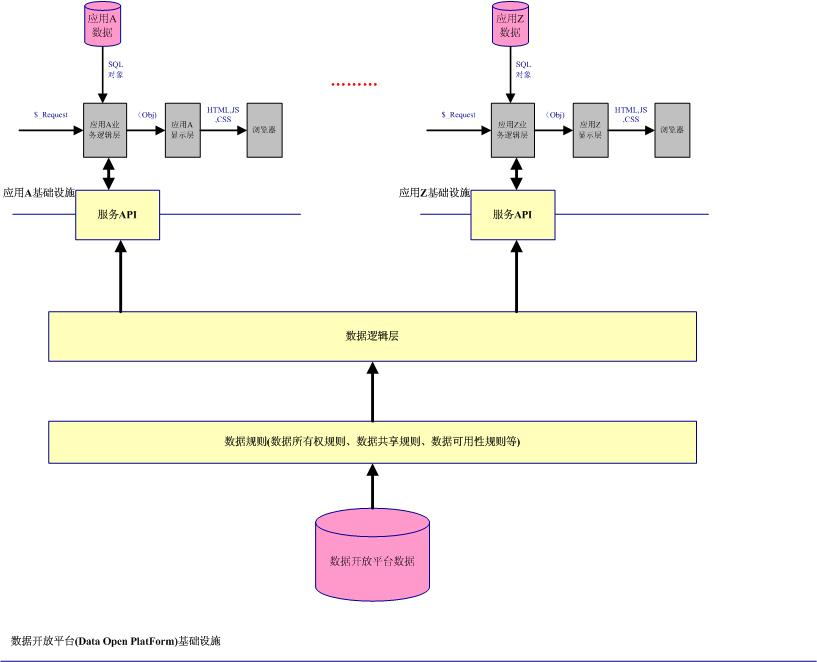 应用A
数据
应用Z
数据
SQL
对象
SQL
对象
.........
$_Request
应用A业
务逻辑层
(Obj)
应用A
显示层
HTML,JS
,CSS
浏览器
$_Request
应用Z业
务逻辑层
(Obj)
应用Z
显示层
HTML,JS
,CSS
浏览器
应用A基础设施
服务API
应用Z基础设施
服务API
数据逻辑层
数据规则(数据所有权规则、数据共享规则、数据可用性规则等)
数据开放平台数据
数据开放平台(Data Open PlatForm)基础设施